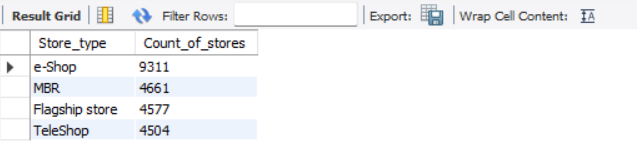 Result Grid Filter Rows: Export: Wrap Cell Content: IA
Store_type Count_of_stores
e-Shop 9311
MBR 4661
Flagship store 4577
TeleShop 4504